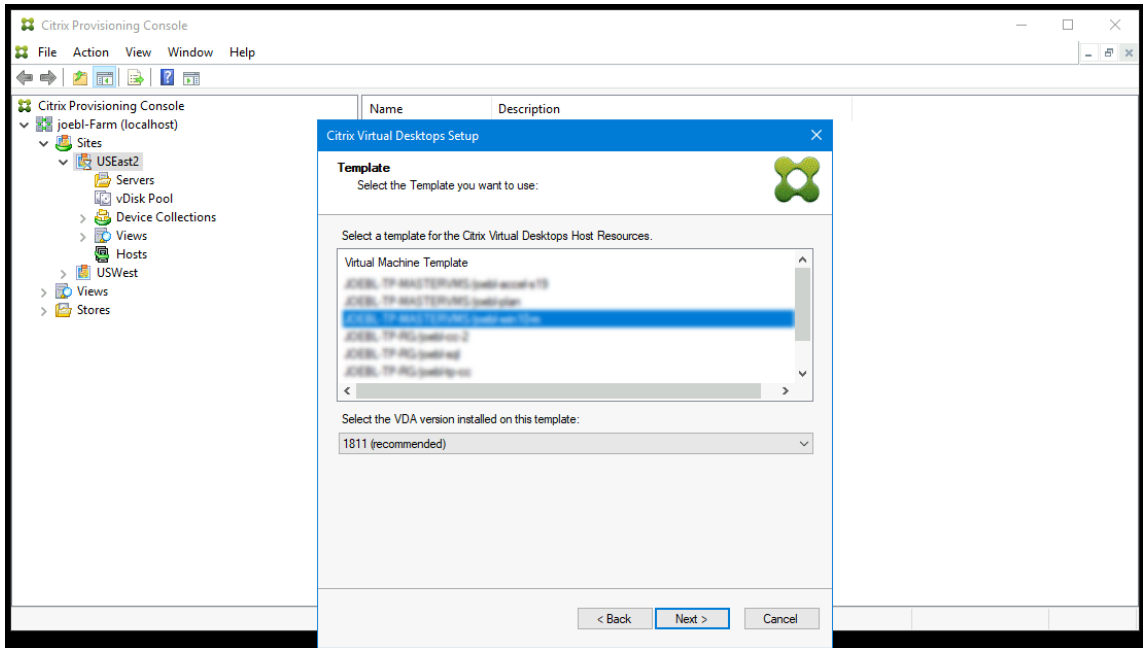 Citrix Provisioning Console
File Action View Window Help
Citrix Provisioning Console
joebl-Farm (localhost)
Sites
USEast2
Servers
vDisk Pool
Device Collections
Views
Hosts
USWest
Views
Stores
Name Description
Citrix Virtual Desktops Setup
Template
Select the Template you want to use:
Select a template for the Citrix Virtual Desktops Host Resources.
Virtual Machine Template
Select the VDA version installed on this template:
1811 (recommended)
< Back Next > Cancel